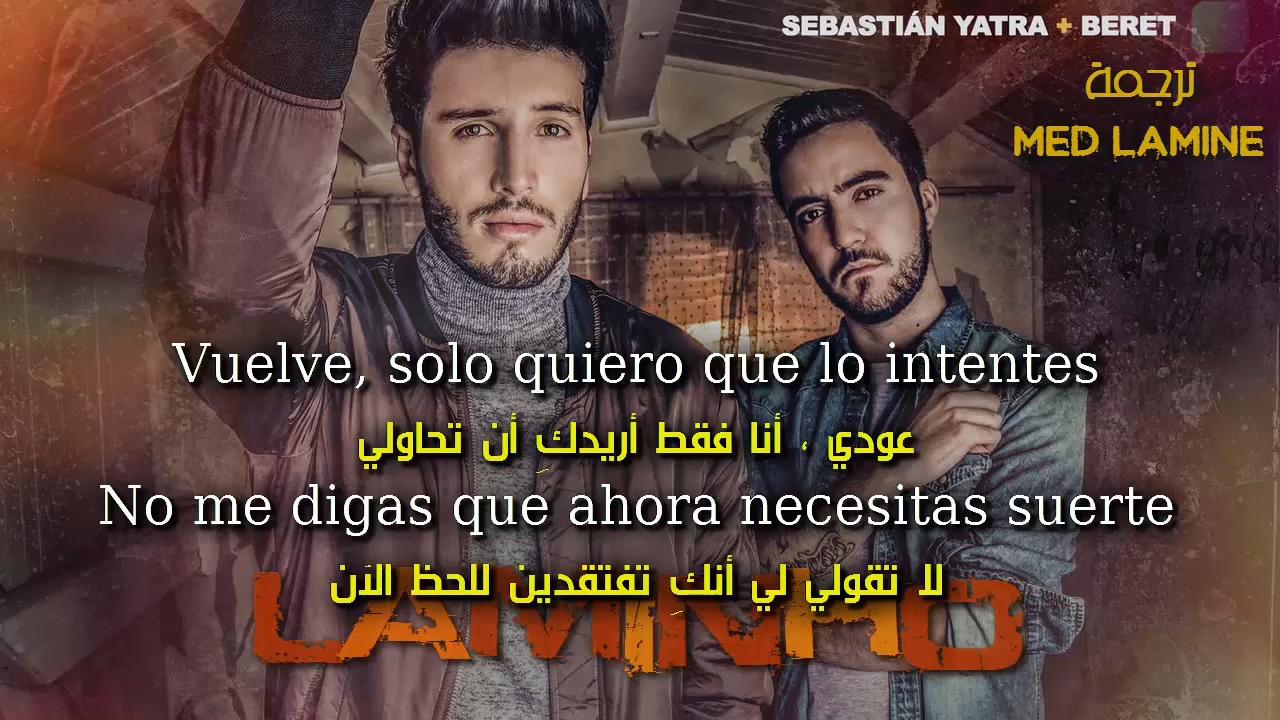 SEBASTIÁN YATRA + BERET
ترجمة
MED LAMINE
Vuelve, solo quiero que lo intentes
عودي ، أنا فقط أريدكِ أن تحاولي
No me digas que ahora necesitas suerte
لا تقولي لي أنكِ تفتقدين للحظ الآن
LAMINHO